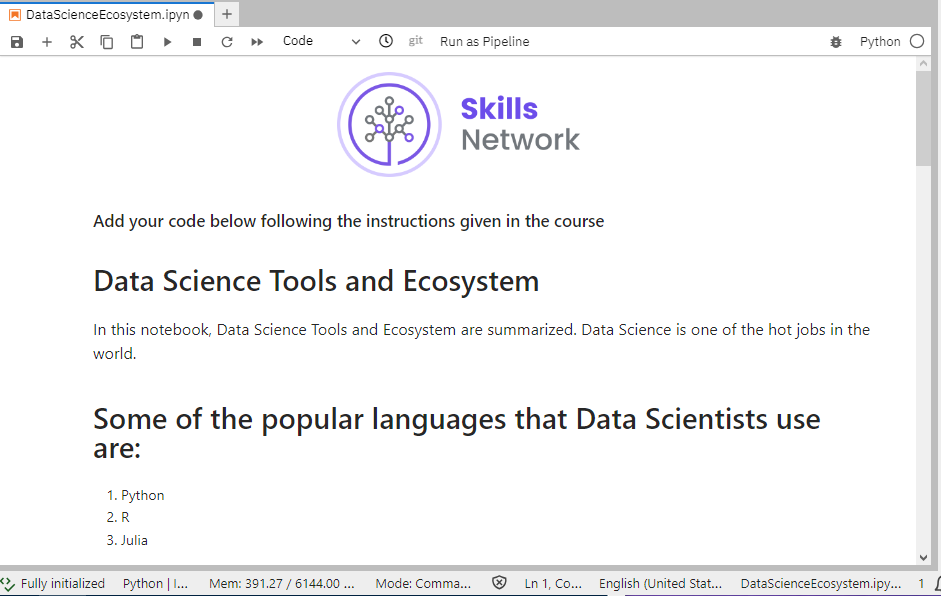 DataScienceEcosystem.ipyn
Code
git
Run as Pipeline
Python
Skills
Network
Add your code below following the instructions given in the course
Data Science Tools and Ecosystem
In this notebook, Data Science Tools and Ecosystem are summarized. Data Science is one of the hot jobs in the
world.
Some of the popular languages that Data Scientists use
are:
1. Python
2. R
3. Julia
Fully initialized Python | I... Mem: 391.27 / 6144.00 ... Mode: Comma... Ln 1, Co... English (United Stat... DataScienceEcosystem.ipy... 1